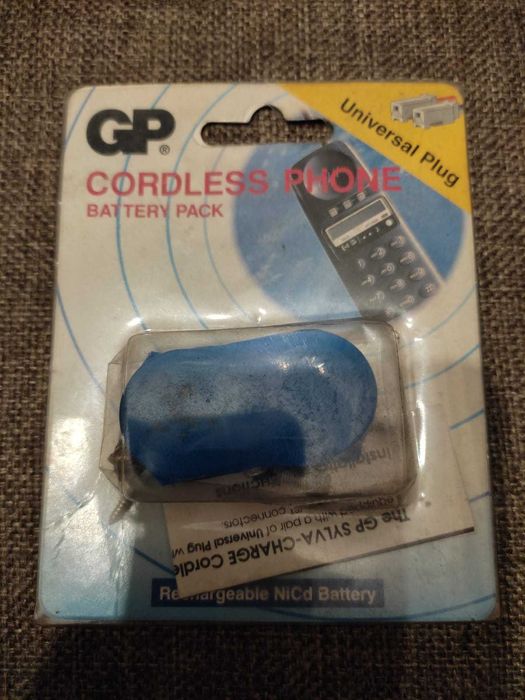 GP®
Universal Plug
CORDLESS PHONE
BATTERY PACK
The GP SYLVA-CHARGE Cordle
equipped with a pair of Universal Plug w
connectors.
Rechargeable NiCd Battery